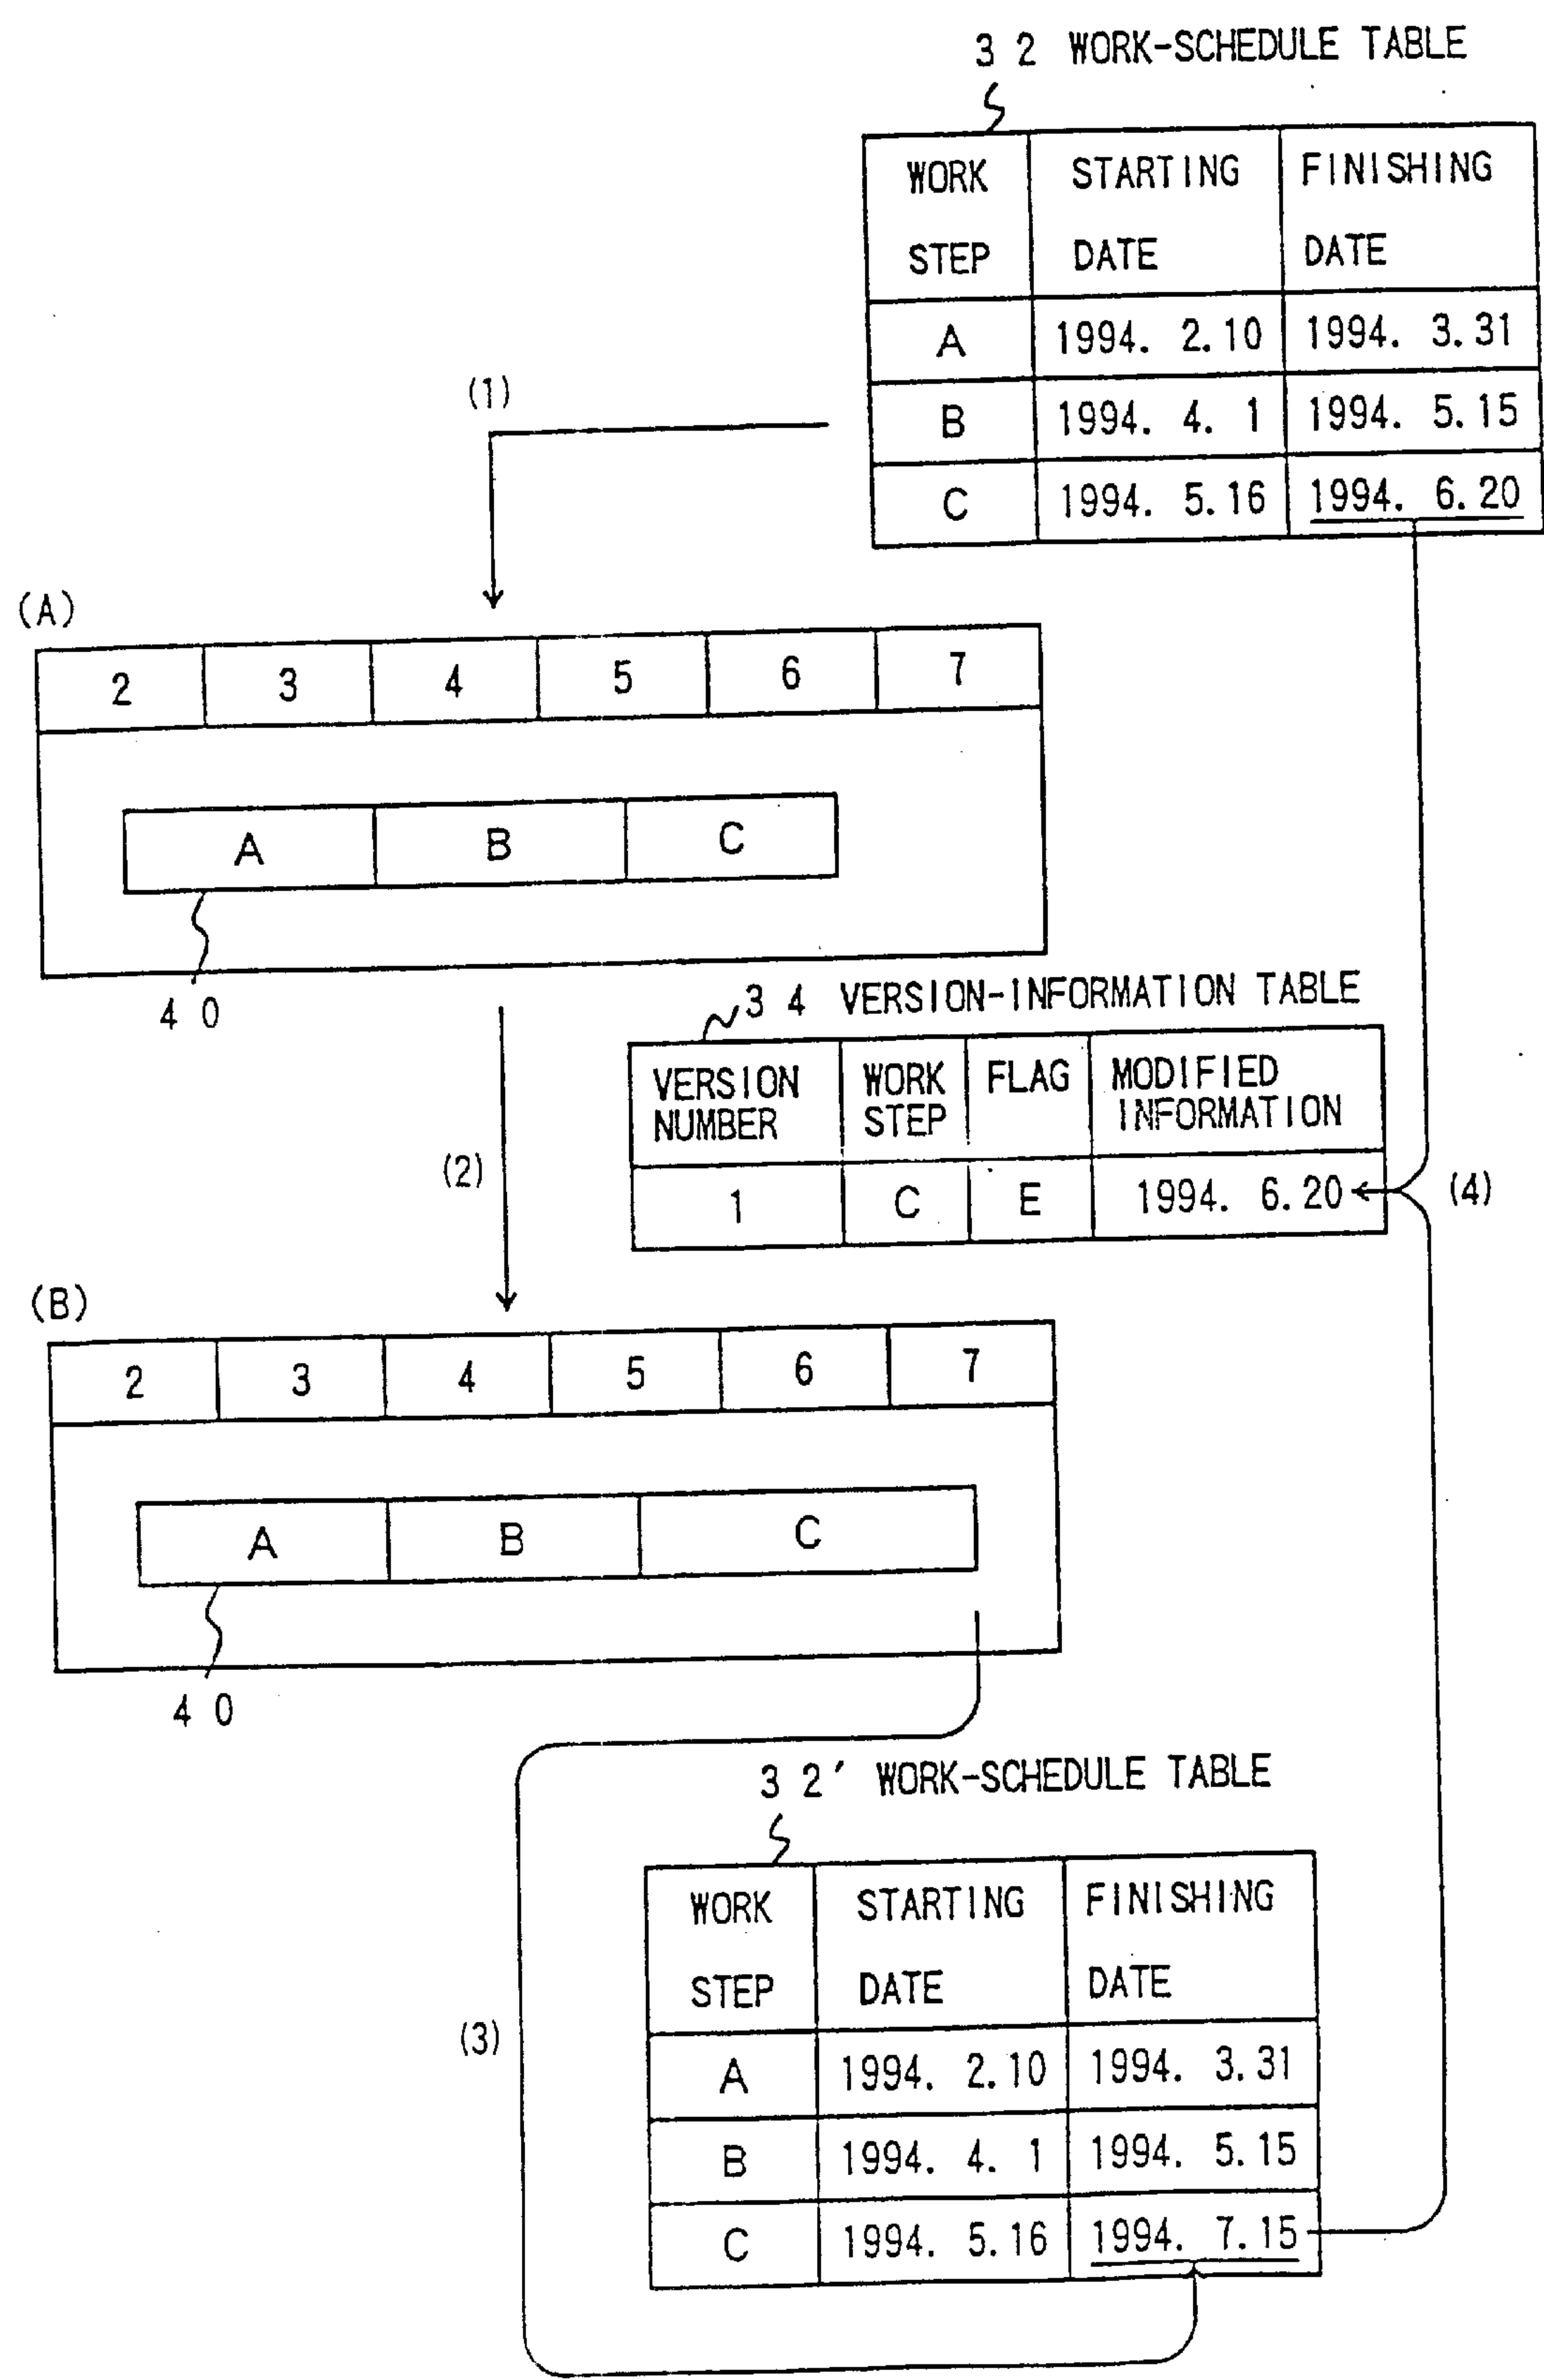 3 2 WORK-SCHEDULE TABLE
WORK STEP STARTING DATE FINISHING DATE
A 1994. 2.10 1994. 3.31
B 1994. 4. 1 1994. 5.15
C 1994. 5.16 1994. 6.20
(1)
(A)
2 3 4 5 6 7
A B C
4 0
3 4 VERSION-INFORMATION TABLE
VERSION NUMBER WORK STEP FLAG MODIFIED INFORMATION
1 C E 1994. 6.20
(2)
(4)
(B)
2 3 4 5 6 7
A B C
4 0
3 2' WORK-SCHEDULE TABLE
WORK STEP STARTING DATE FINISHING DATE
(3)
A 1994. 2.10 1994. 3.31
B 1994. 4. 1 1994. 5.15
C 1994. 5.16 1994. 7.15